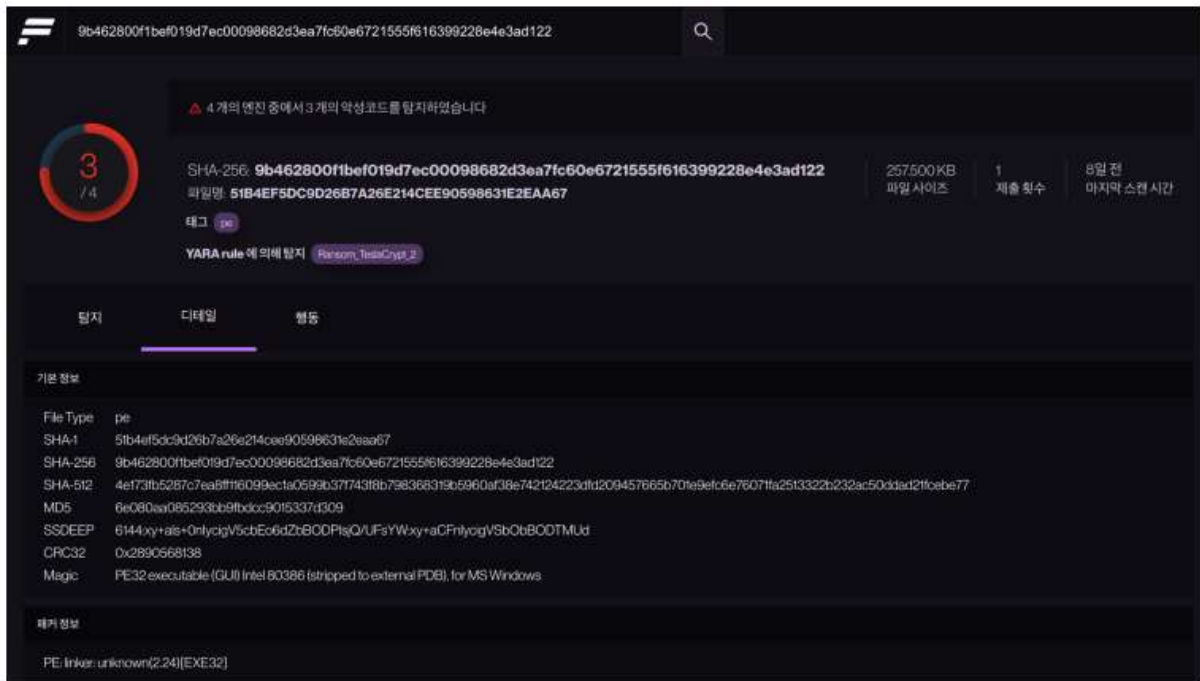 9b462800f1bef019d7ec00098682d3ea7fc60e6721555f616399228e4e3ad122
4개의 엔진 중에서 3개의 악성코드를 탐지하였습니다
3
/ 4
SHA-256: 9b462800f1bef019d7ec00098682d3ea7fc60e6721555f616399228e4e3ad122
257.500 KB
1
8일 전
파일명: 51B4EF5DC9D26B7A26E214CEE90598631E2EAA67
파일 사이즈
제출 횟수
마지막 스캔 시간
태그 pe
YARA rule 에 의해 탐지 Ransom_TeslaCrypt_2
탐지 디테일 행동
기본 정보
File Type pe
SHA-1 51b4ef5dc9d26b7a26e214cee90598631e2eaa67
SHA-256 9b462800f1bef019d7ec00098682d3ea7fc60e6721555f616399228e4e3ad122
SHA-512
MD5 6e080aa085293bb9fbdcc9015337d309
SSDEEP
CRC32 0x2890568138
Magic PE32 executable (GUI) Intel 80386 (stripped to external PDB), for MS Windows
패커 정보
PE: linker: unknown(2.24)[EXE32]